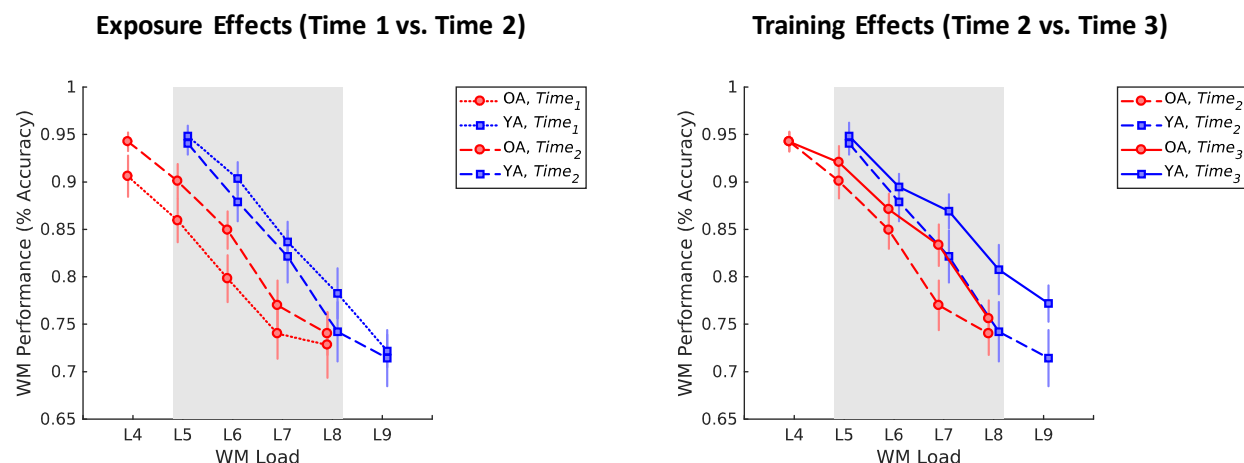 Exposure Effects (Time 1 vs. Time 2)
Training Effects (Time 2 vs. Time 3)
WM Performance (% Accuracy)
1
0.95
0.9
0.85
0.8
0.75
0.7
0.65
L4 L5 L6 L7 L8 L9
WM Load
OA, Time1
YA, Time1
OA, Time2
YA, Time2
WM Performance (% Accuracy)
1
0.95
0.9
0.85
0.8
0.75
0.7
0.65
L4 L5 L6 L7 L8 L9
WM Load
OA, Time2
YA, Time2
OA, Time3
YA, Time3